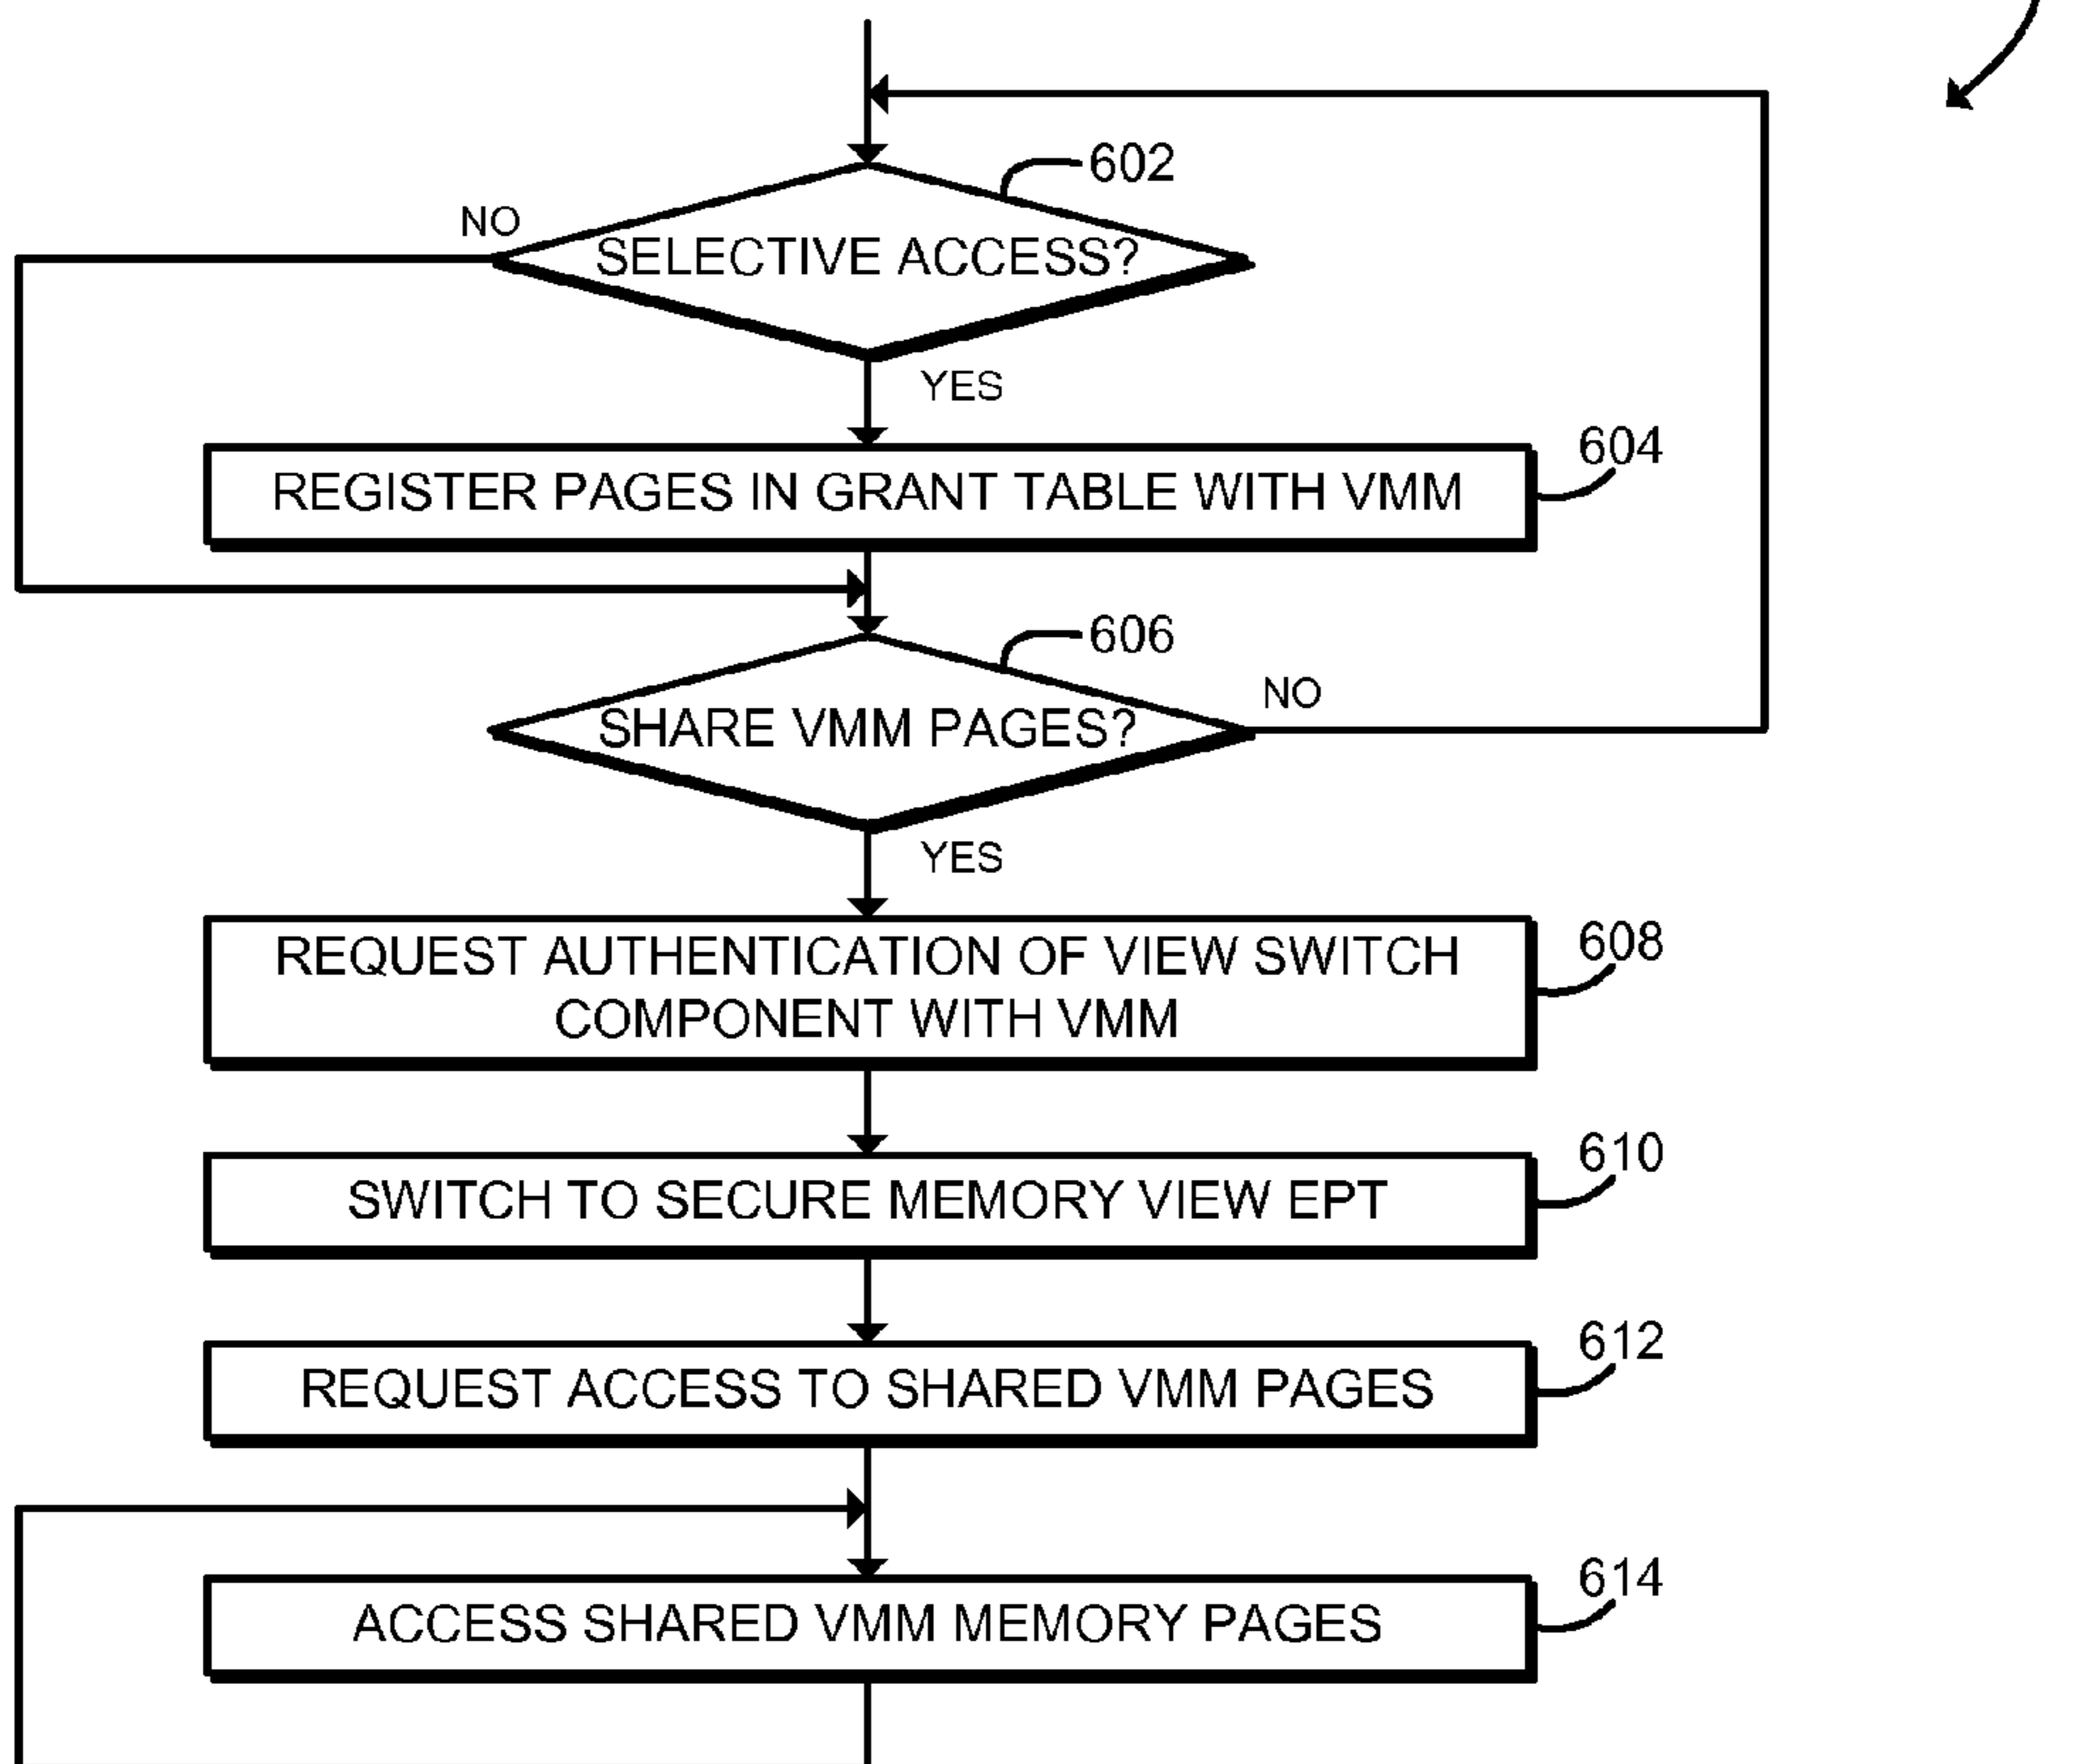 602
NO
SELECTIVE ACCESS?
YES
604
REGISTER PAGES IN GRANT TABLE WITH VMM
606
NO
SHARE VMM PAGES?
YES
608
REQUEST AUTHENTICATION OF VIEW SWITCH
COMPONENT WITH VMM
610
SWITCH TO SECURE MEMORY VIEW EPT
612
REQUEST ACCESS TO SHARED VMM PAGES
614
ACCESS SHARED VMM MEMORY PAGES